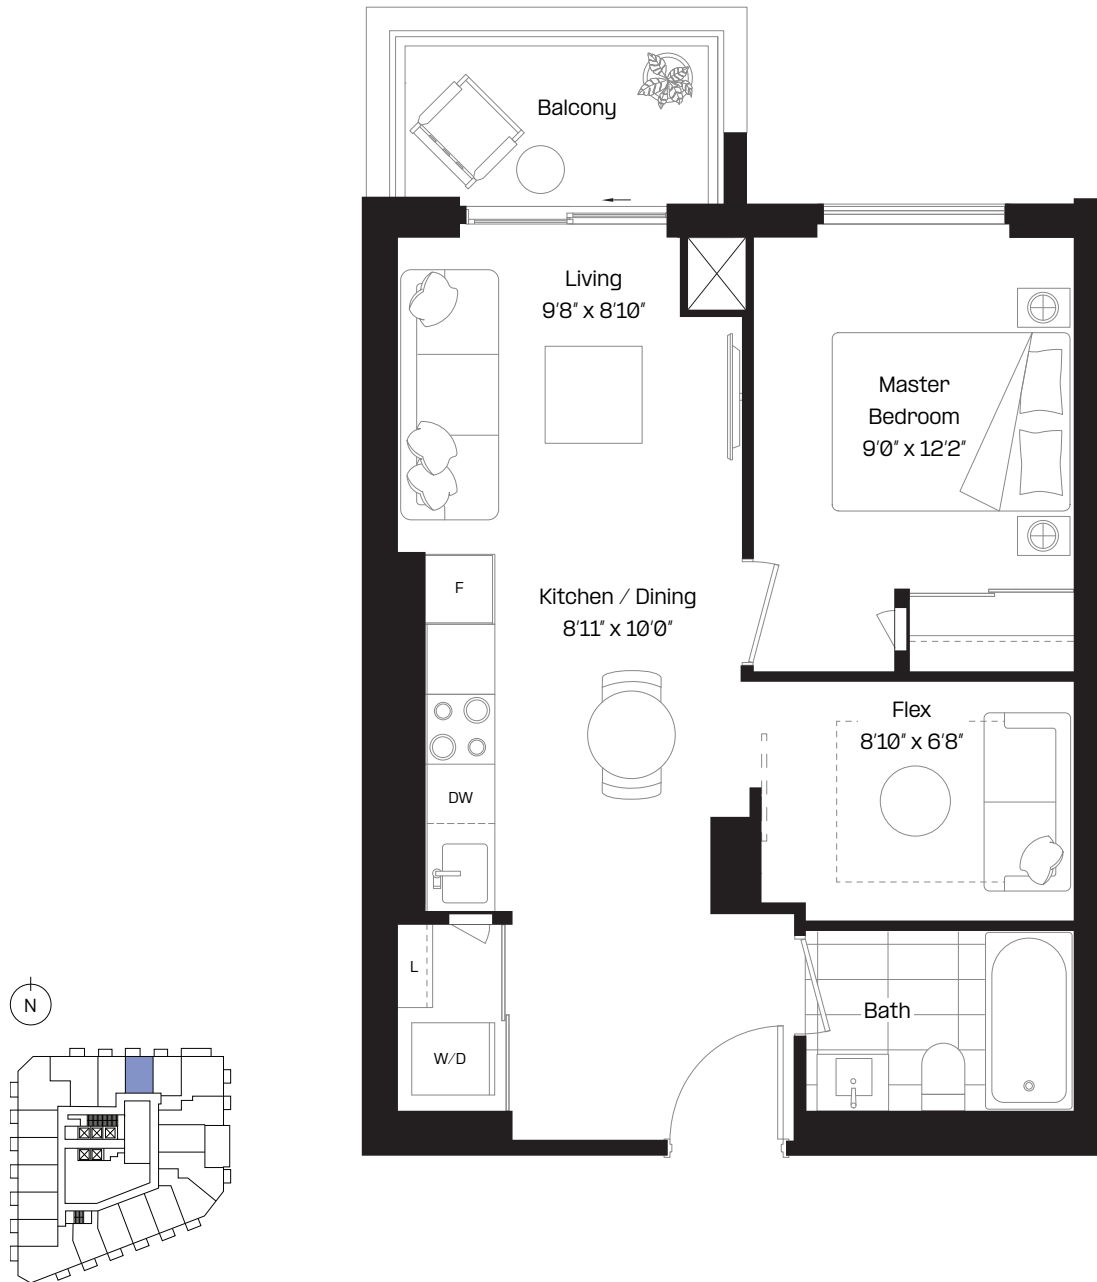 Balcony
Living
9'8" x 8'10"
Master
Bedroom
9'0" x 12'2"
F
Kitchen / Dining
8'11" x 10'0"
Flex
8'10" x 6'8"
DW
L
Bath
W/D
N